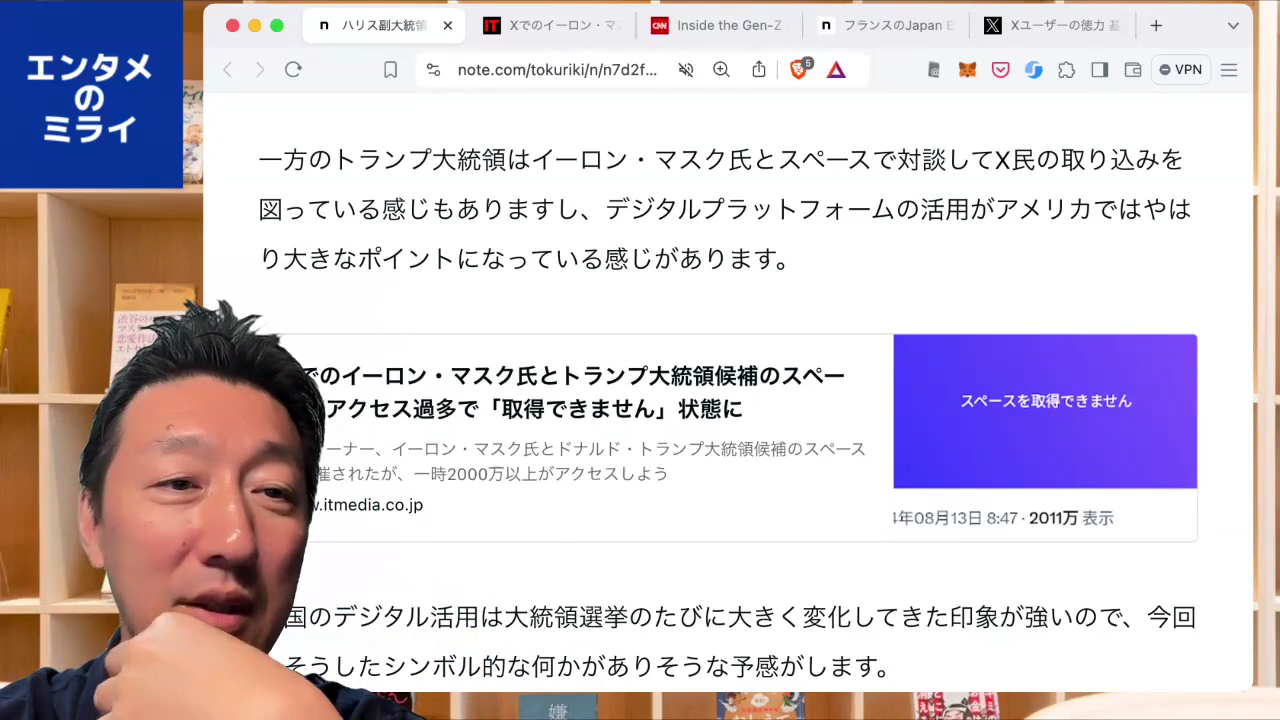 エンタメ
の
ミライ
n ハリス副大統領
IT Xでのイーロン・マス
CNN Inside the Gen-Z
n フランスのJapan E
X Xユーザーの徳力 基
note.com/tokuriki/n/n7d2f...
5
VPN
一方のトランプ大統領はイーロン・マスク氏とスペースで対談してX民の取り込みを
図っている感じもありますし、デジタルプラットフォームの活用がアメリカではやは
り大きなポイントになっている感じがあります。
でのイーロン・マスク氏とトランプ大統領候補のスペー
アクセス過多で「取得できません」状態に
ーナー、イーロン・マスク氏とドナルド・トランプ大統領候補のスペース
催されたが、一時2000万以上がアクセスしよう
w.itmedia.co.jp
スペースを取得できません
年08月13日 8:47 · 2011万 表示
国のデジタル活用は大統領選挙のたびに大きく変化してきた印象が強いので、今回
そうしたシンボル的な何かがありそうな予感がします。
嫌